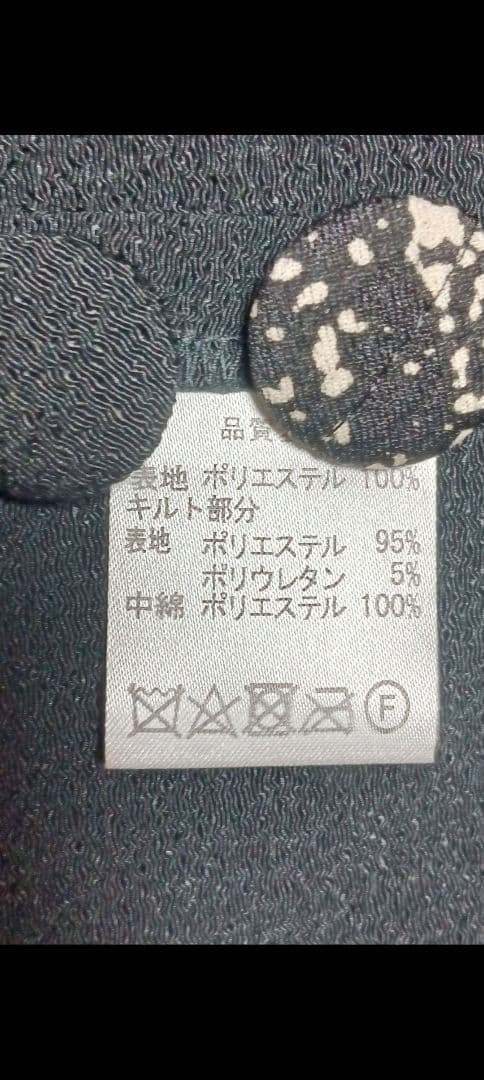 品質
表地 ポリエステル 100%
キルト部分
表地 ポリエステル 95%
ポリウレタン 5%
中綿 ポリエステル 100%
F